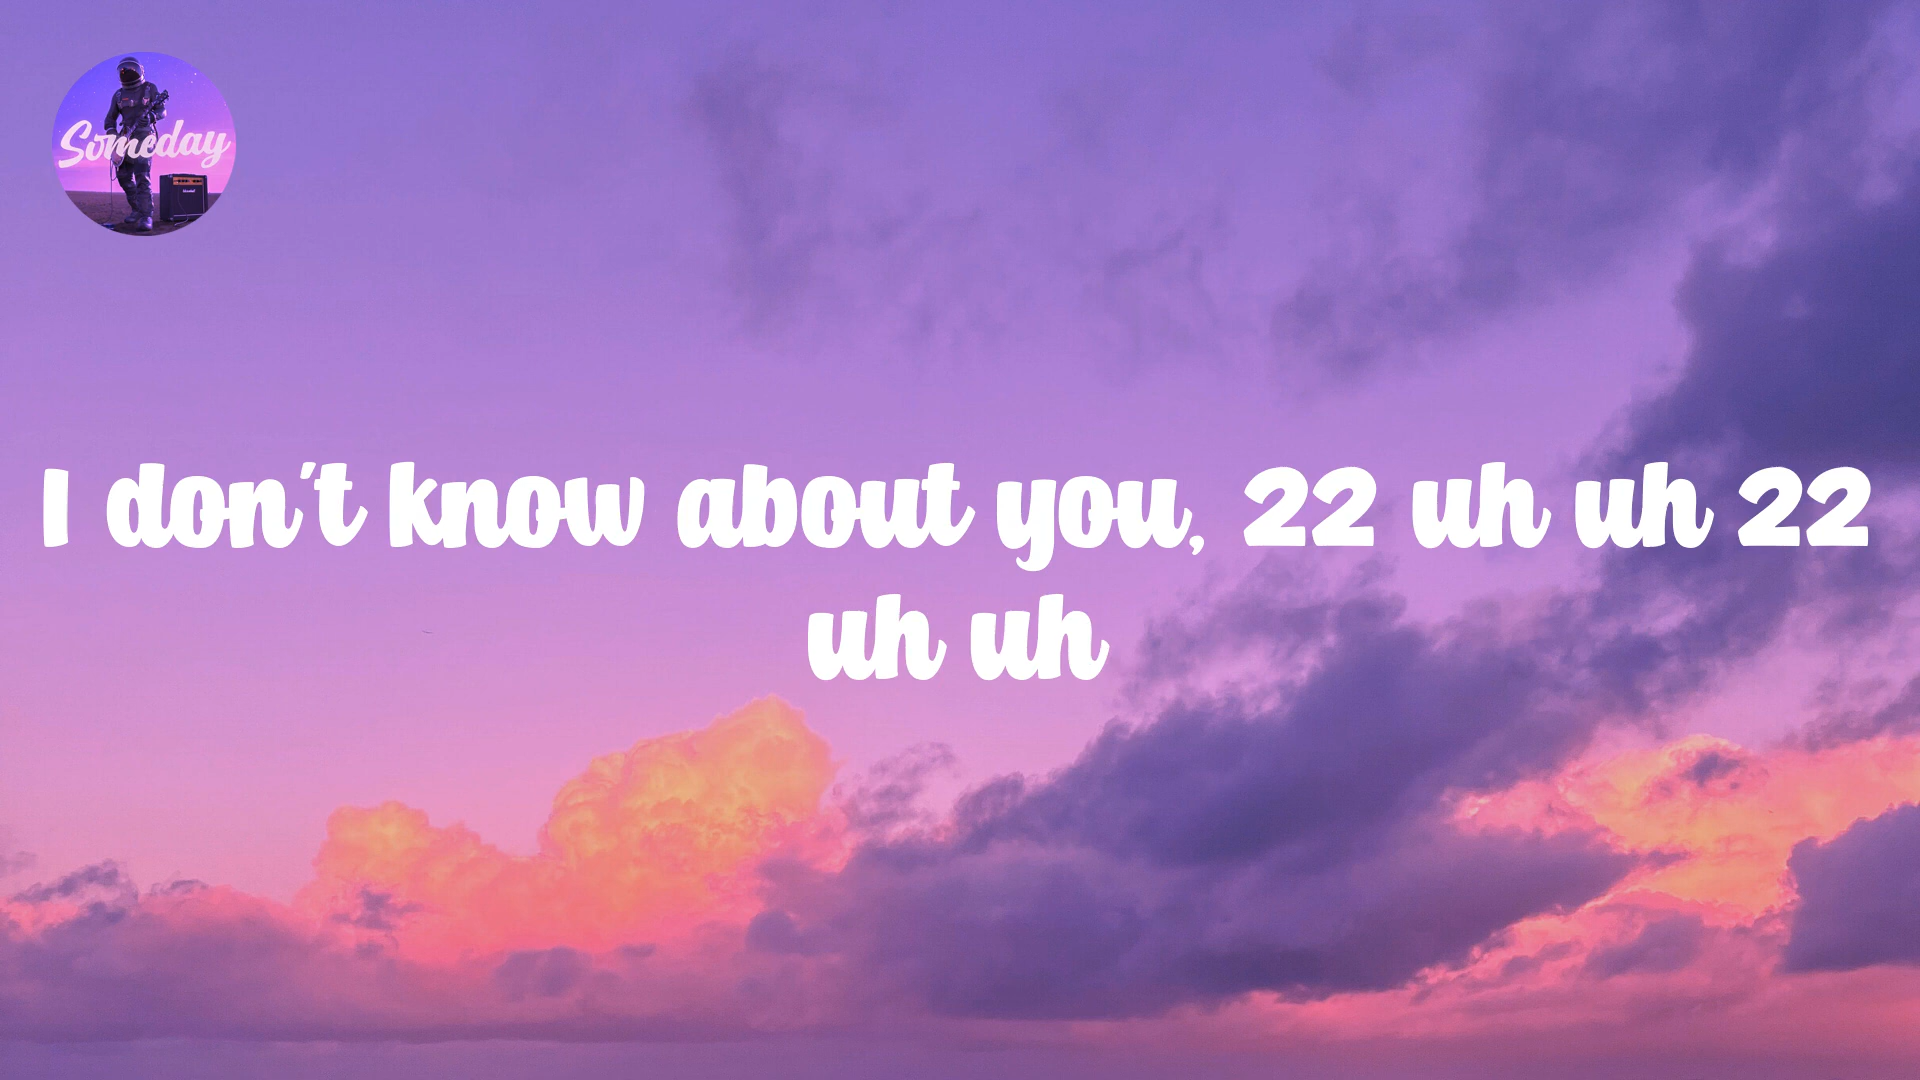 Someday
I don't know about you, 22 uh uh 22
uh uh